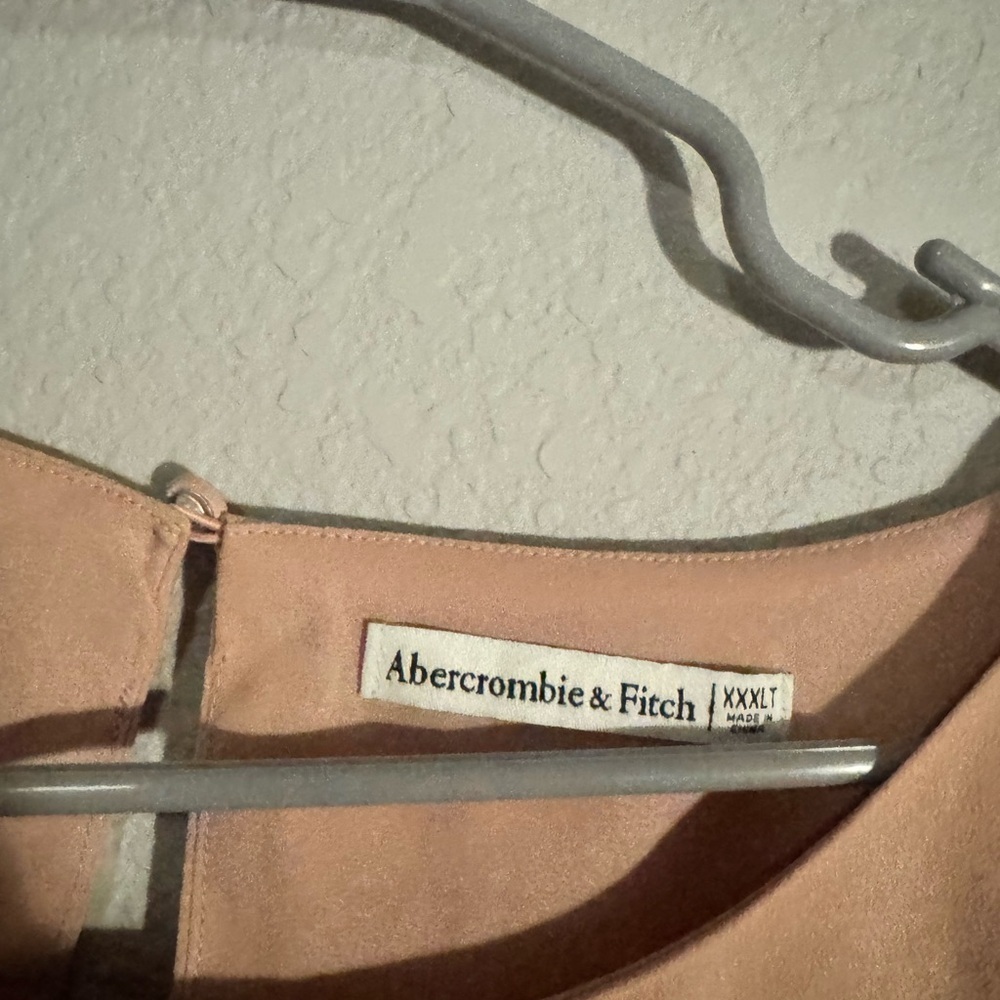 Abercrombie & Fitch | XXXLT
MADE IN
CHINA